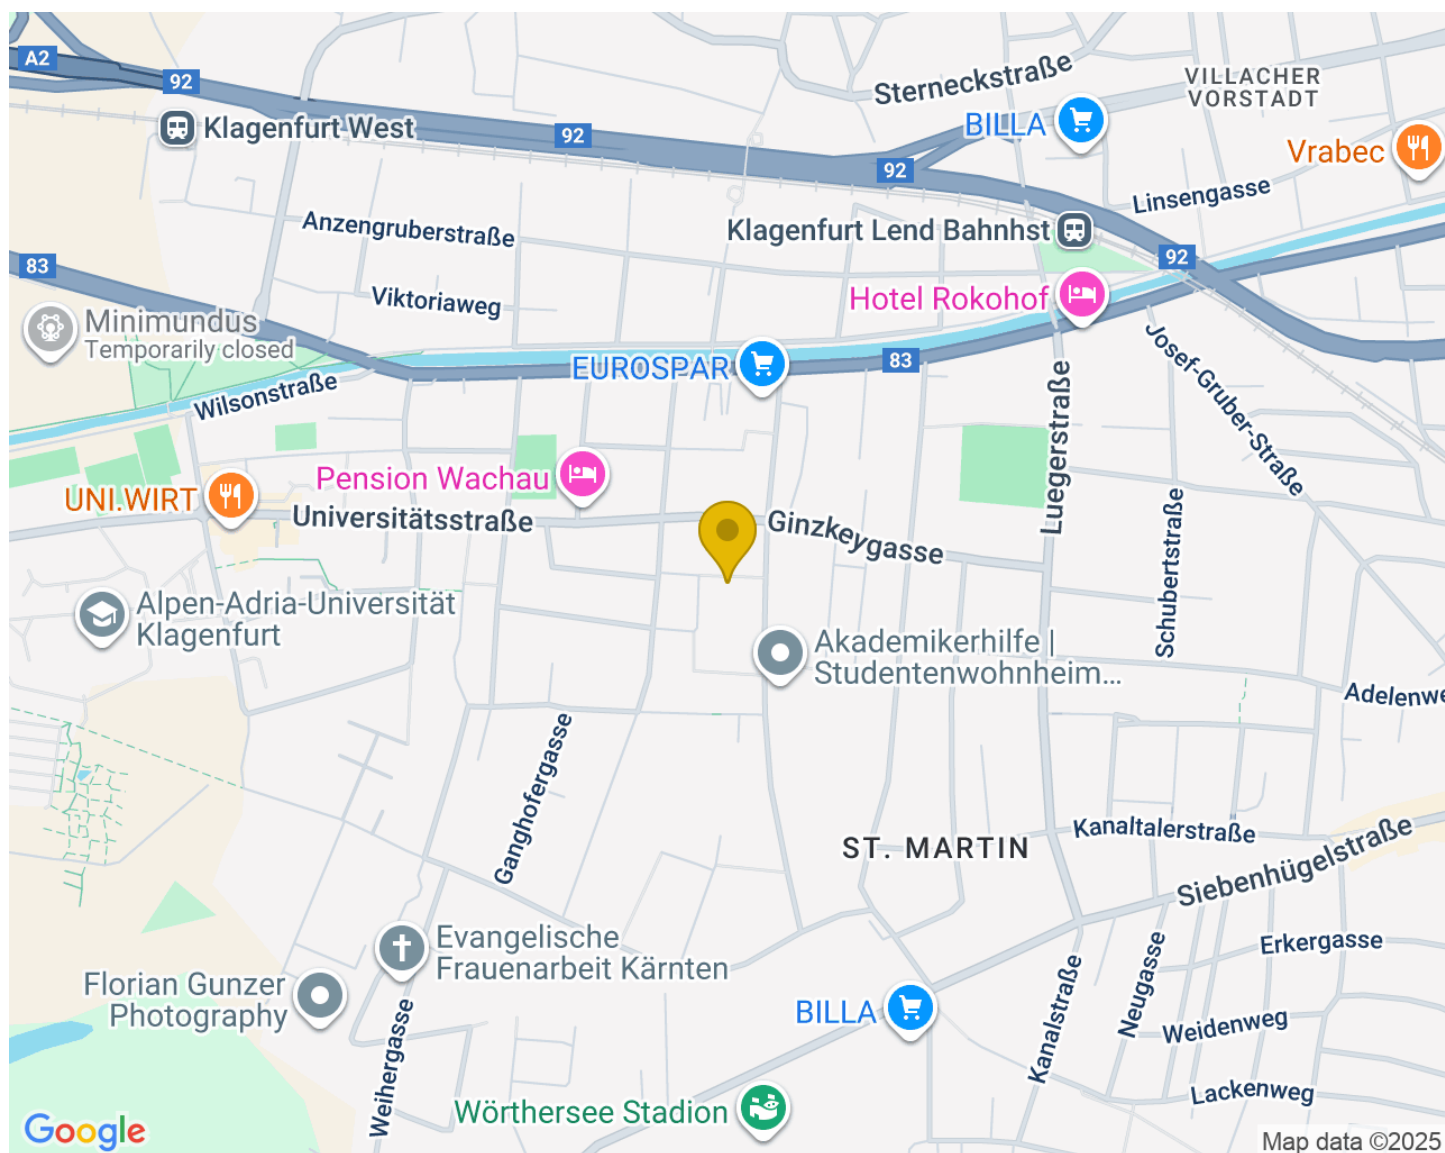 A2
92
Klagenfurt West
92
Sterneckstraße
VILLACHER
VORSTADT
BILLA
Vrabec
92
Linsengasse
Anzengruberstraße
Klagenfurt Lend Bahnhst
83
92
Viktoriaweg
Hotel Rokohof
Minimundus
Temporarily closed
EUROSPAR
83
Josef-Gruber-Straße
Wilsonstraße
Luegerstraße
Pension Wachau
UNI.WIRT
Universitätsstraße
Ginzkeygasse
Schubertstraße
Alpen-Adria-Universität
Klagenfurt
Akademikerhilfe |
Studentenwohnheim...
Adelenwe
Ganghofergasse
Kanaltalerstraße
ST. MARTIN
Siebenhügelstraße
Evangelische
Frauenarbeit Kärnten
Erkergasse
Florian Gunzer
Photography
Neugasse
Kanalstraße
BILLA
Weidenweg
Weihergasse
Lackenweg
Wörthersee Stadion
Google
Map data ©2025